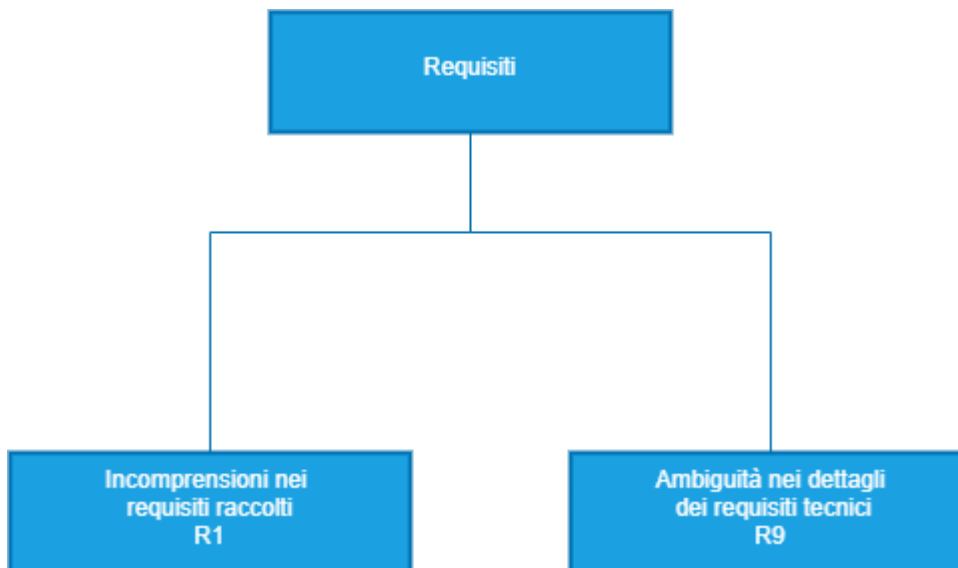 Requisiti
Incomprensioni nei
requisiti raccolti
R1
Ambiguità nei dettagli
dei requisiti tecnici
R9